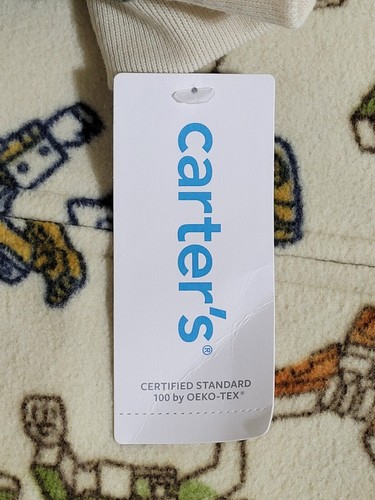 carter's®
CERTIFIED STANDARD
100 by OEKO-TEX®